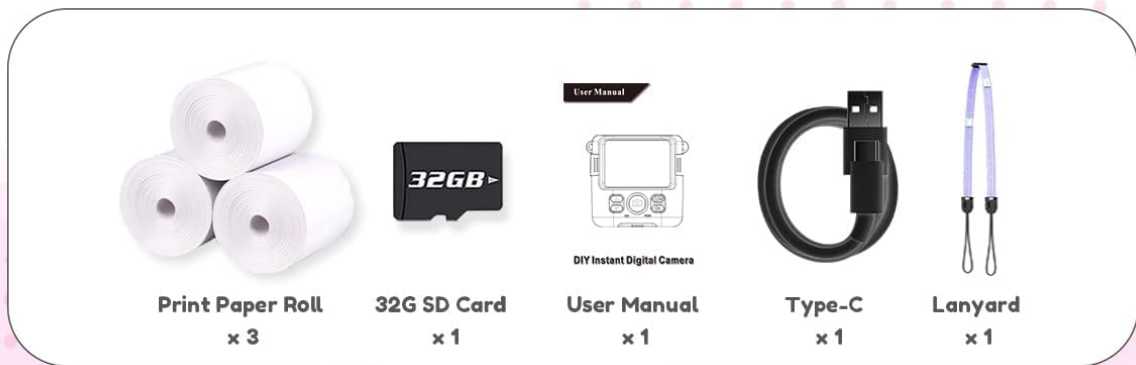 User Manual
32GB
DIY Instant Digital Camera
Print Paper Roll
x 3
32G SD Card
x 1
User Manual
x 1
Type-C
x 1
Lanyard
x 1